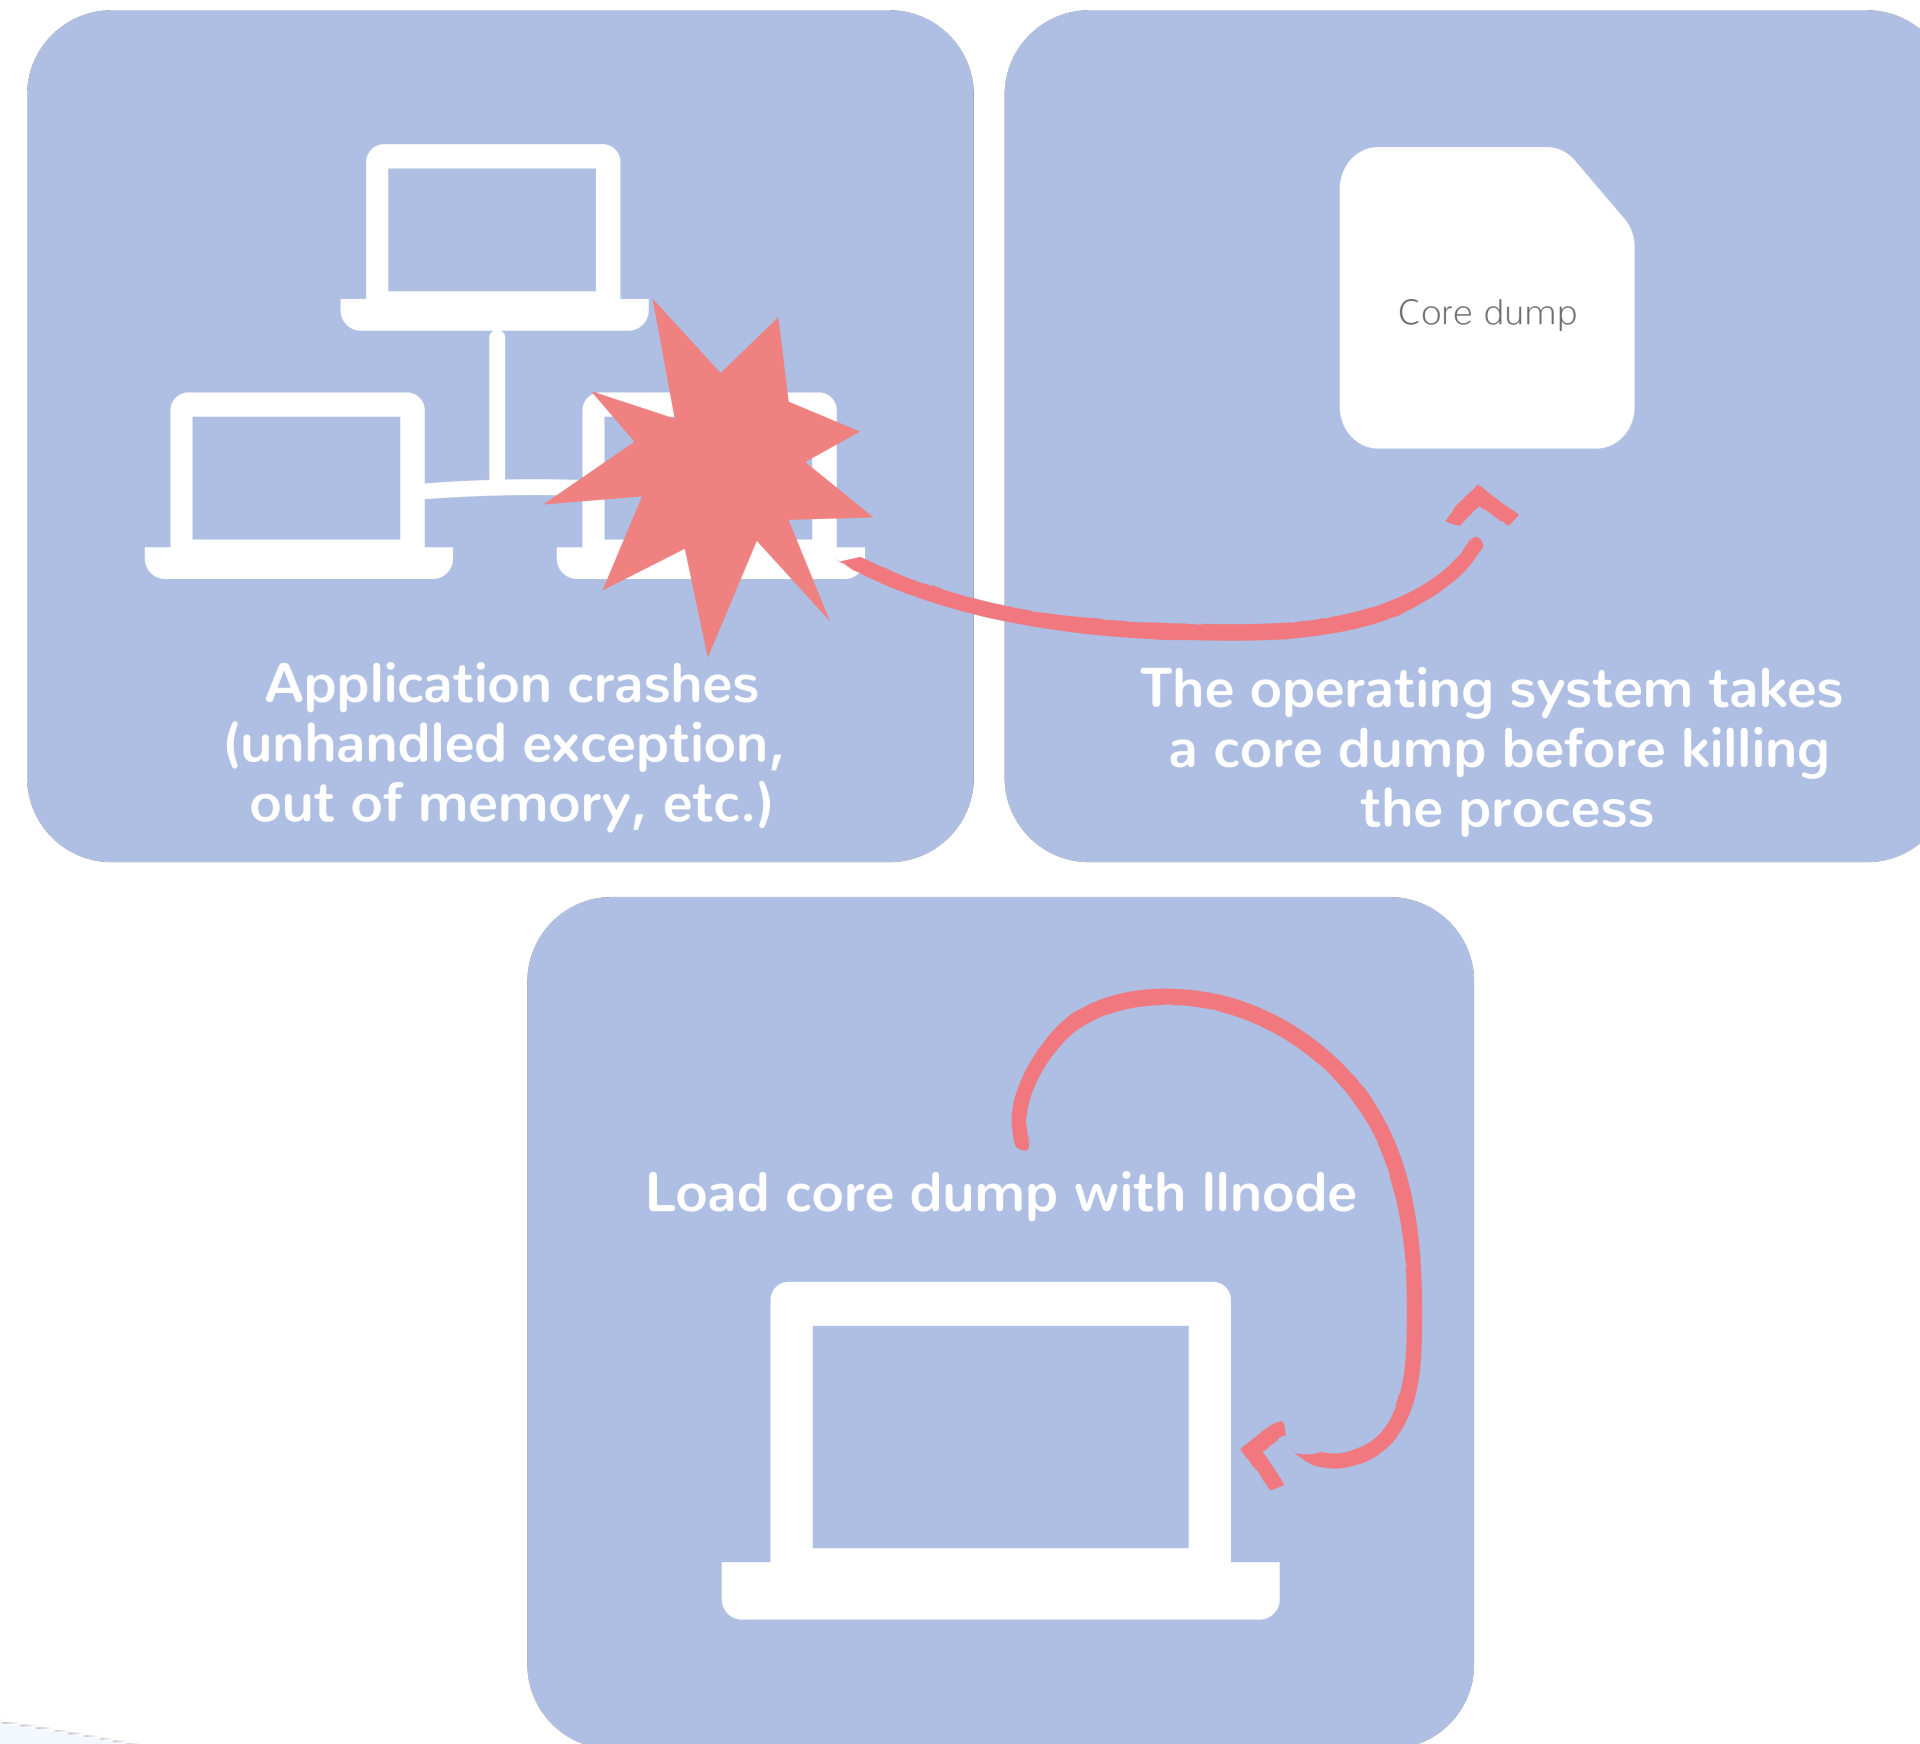 Core dump
Application crashes
(unhandled exception,
out of memory, etc.)
The operating system takes
a core dump before killing
the process
Load core dump with llnode